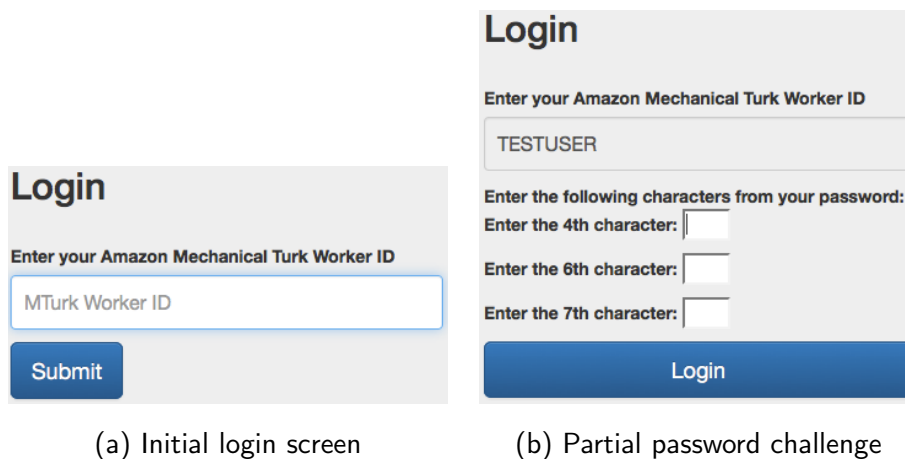 Login
Enter your Amazon Mechanical Turk Worker ID
MTurk Worker ID
Submit
(a) Initial login screen
Login
Enter your Amazon Mechanical Turk Worker ID
TESTUSER
Enter the following characters from your password:
Enter the 4th character:
Enter the 6th character:
Enter the 7th character:
Login
(b) Partial password challenge